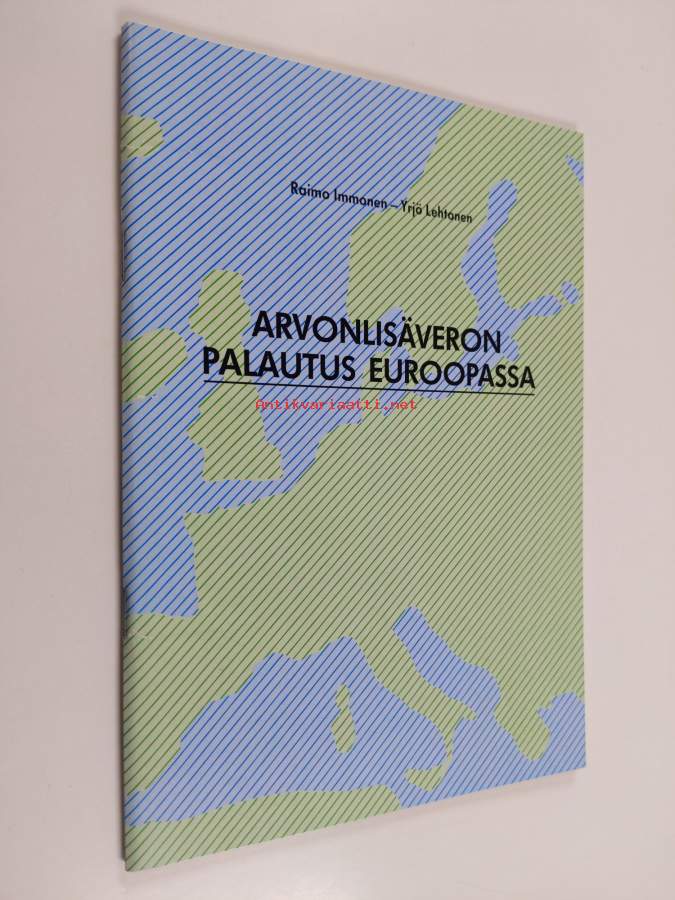 Raimo Immonen – Yrjö Lehtonen
ARVONLISÄVERON
PALAUTUS EUROOPASSA
Antikvariaatti.net